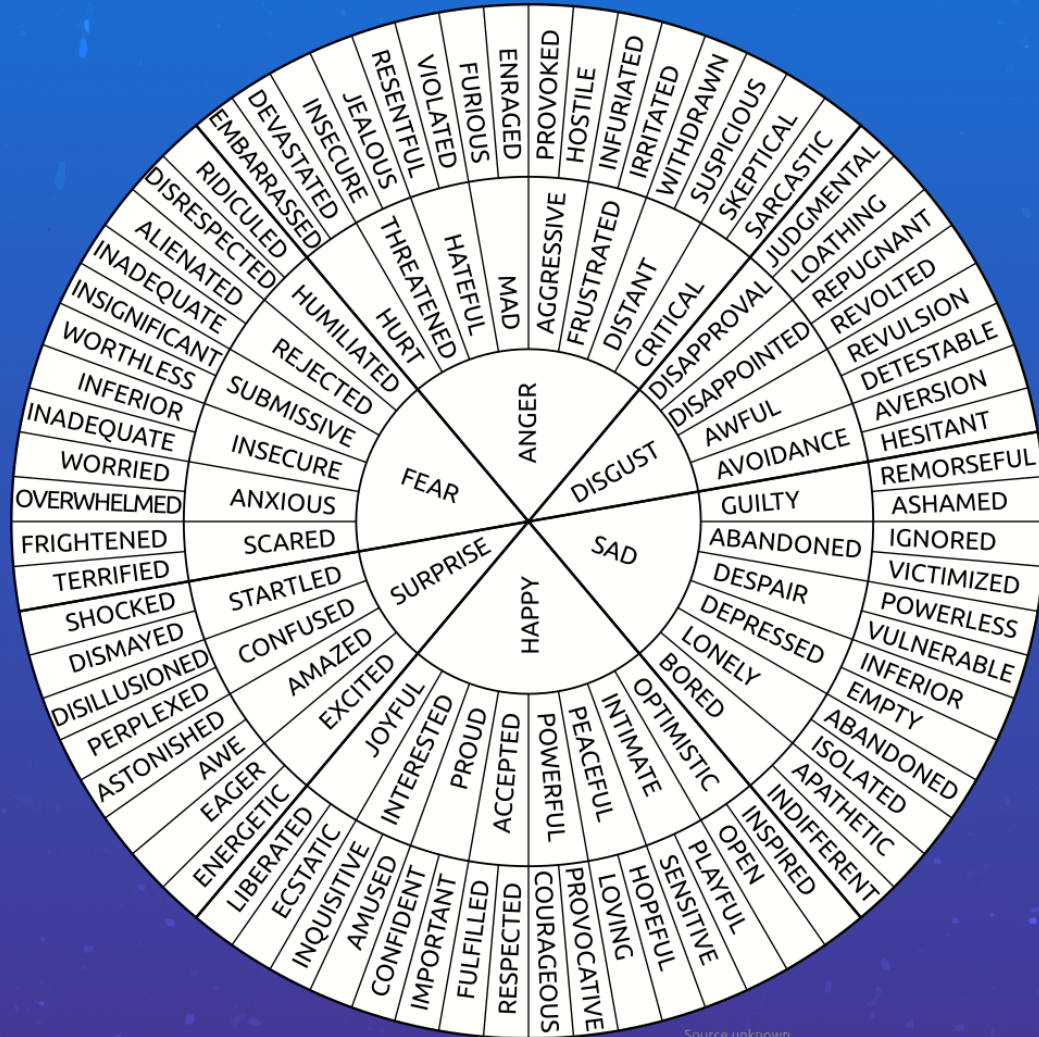 ANGER
DISGUST
SAD
HAPPY
SURPRISE
FEAR
HURT
THREATENED
HATEFUL
MAD
AGGRESSIVE
FRUSTRATED
DISTANT
CRITICAL
DISAPPROVAL
DISAPPOINTED
AWFUL
AVOIDANCE
GUILTY
ABANDONED
DESPAIR
DEPRESSED
LONELY
BORED
OPTIMISTIC
INTIMATE
PEACEFUL
POWERFUL
ACCEPTED
PROUD
INTERESTED
JOYFUL
EXCITED
AMAZED
CONFUSED
STARTLED
SCARED
ANXIOUS
INSECURE
SUBMISSIVE
REJECTED
HUMILIATED
EMBARRASSED
DEVASTATED
INSECURE
JEALOUS
RESENTFUL
VIOLATED
FURIOUS
ENRAGED
PROVOKED
HOSTILE
INFURIATED
IRRITATED
WITHDRAWN
SUSPICIOUS
SKEPTICAL
SARCASTIC
JUDGMENTAL
LOATHING
REPUGNANT
REVOLTED
REVULSION
DETESTABLE
AVERSION
HESITANT
REMORSEFUL
ASHAMED
IGNORED
VICTIMIZED
POWERLESS
VULNERABLE
INFERIOR
EMPTY
ABANDONED
ISOLATED
APATHETIC
INDIFFERENT
INSPIRED
OPEN
PLAYFUL
SENSITIVE
HOPEFUL
LOVING
PROVOCATIVE
COURAGEOUS
RESPECTED
FULFILLED
IMPORTANT
CONFIDENT
AMUSED
INQUISITIVE
ECSTATIC
LIBERATED
ENERGETIC
EAGER
AWE
ASTONISHED
PERPLEXED
DISILLUSIONED
DISMAYED
SHOCKED
TERRIFIED
FRIGHTENED
OVERWHELMED
WORRIED
INADEQUATE
INFERIOR
WORTHLESS
INSIGNIFICANT
INADEQUATE
ALIENATED
DISRESPECTED
RIDICULED
Source unknown